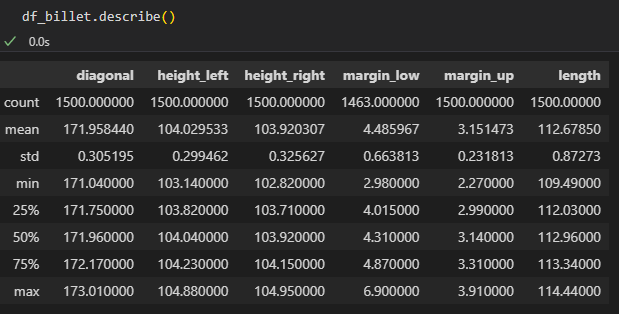 df_billet.describe()
0.0s
diagonal height_left height_right margin_low margin_up length
count 1500.000000 1500.000000 1500.000000 1463.000000 1500.000000 1500.00000
mean 171.958440 104.029533 103.920307 4.485967 3.151473 112.67850
std 0.305195 0.299462 0.325627 0.663813 0.231813 0.87273
min 171.040000 103.140000 102.820000 2.980000 2.270000 109.49000
25% 171.750000 103.820000 103.710000 4.015000 2.990000 112.03000
50% 171.960000 104.040000 103.920000 4.310000 3.140000 112.96000
75% 172.170000 104.230000 104.150000 4.870000 3.310000 113.34000
max 173.010000 104.880000 104.950000 6.900000 3.910000 114.44000